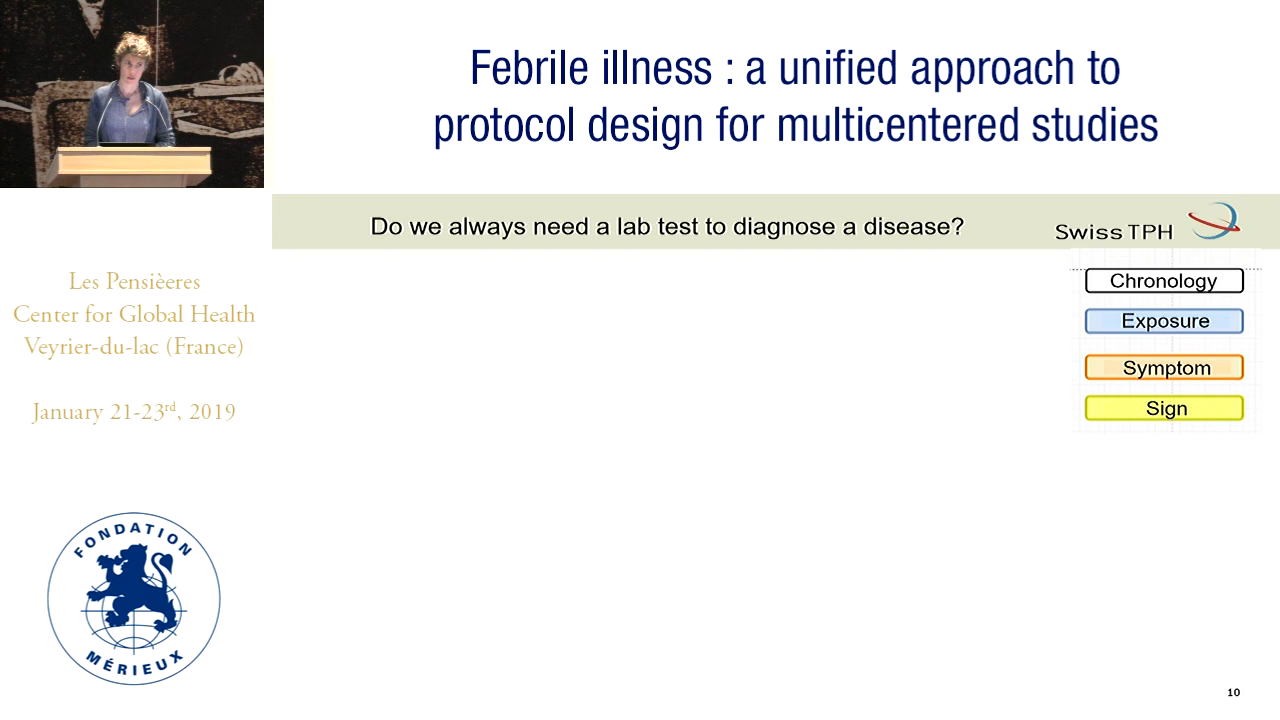 Febrile illness : a unified approach to
protocol design for multicentered studies
Do we always need a lab test to diagnose a disease?
Swiss TPH
Chronology
Exposure
Symptom
Sign
Les Pensièeres
Center for Global Health
Veyrier-du-lac (France)
January 21-23rd, 2019
FONDATION
MÉRIEUX
10